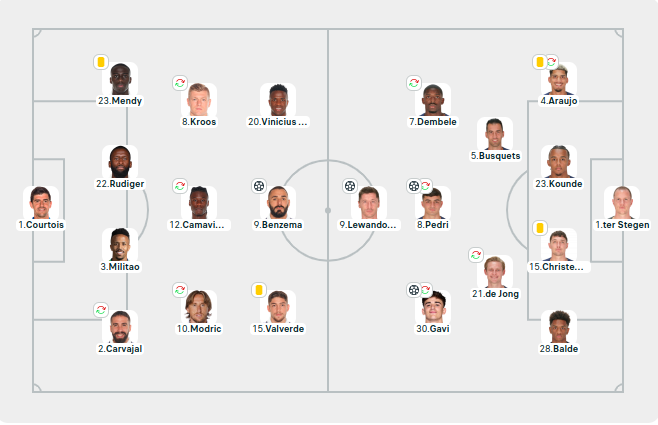 23.Mendy
8.Kroos
20.Vinicius ...
22.Rudiger
1.Courtois
12.Camavi...
9.Benzema
3.Militao
10.Modric
15.Valverde
2.Carvajal
7.Dembele
4.Araujo
5.Busquets
23.Kounde
9.Lewando...
8.Pedri
1.ter Stegen
15.Christe...
21.de Jong
30.Gavi
28.Balde